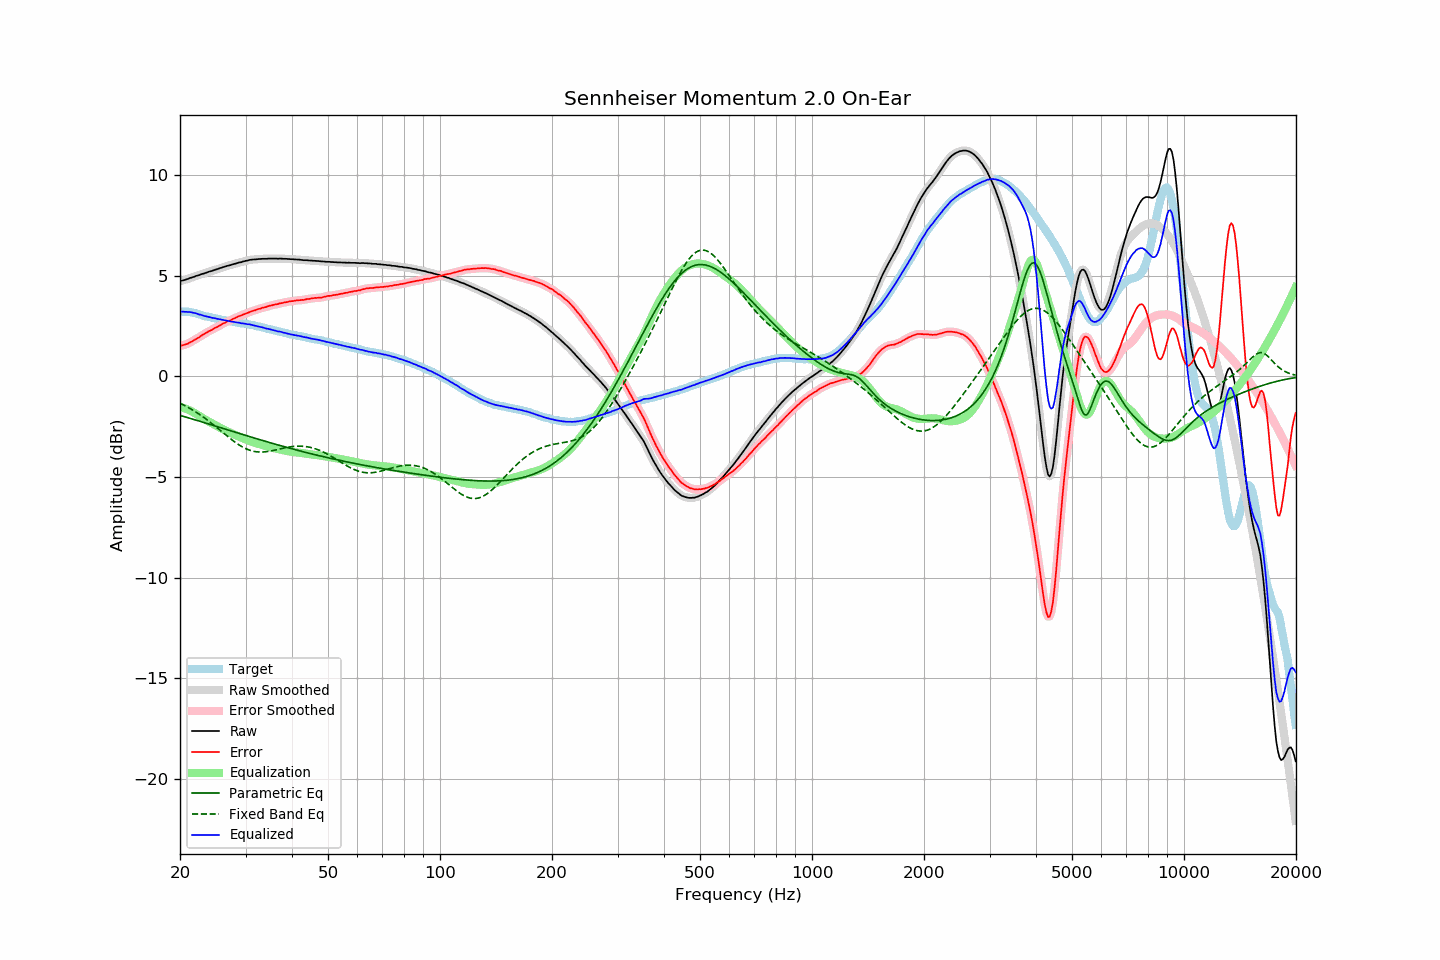 Sennheiser Momentum 2.0 On-Ear
Amplitude (dBr)
10
5
0
−5
−10
−15
−20
Target
Raw Smoothed
Error Smoothed
Raw
Error
Equalization
Parametric Eq
Fixed Band Eq
Equalized
20 50 100 200 500 1000 2000 5000 10000 20000
Frequency (Hz)